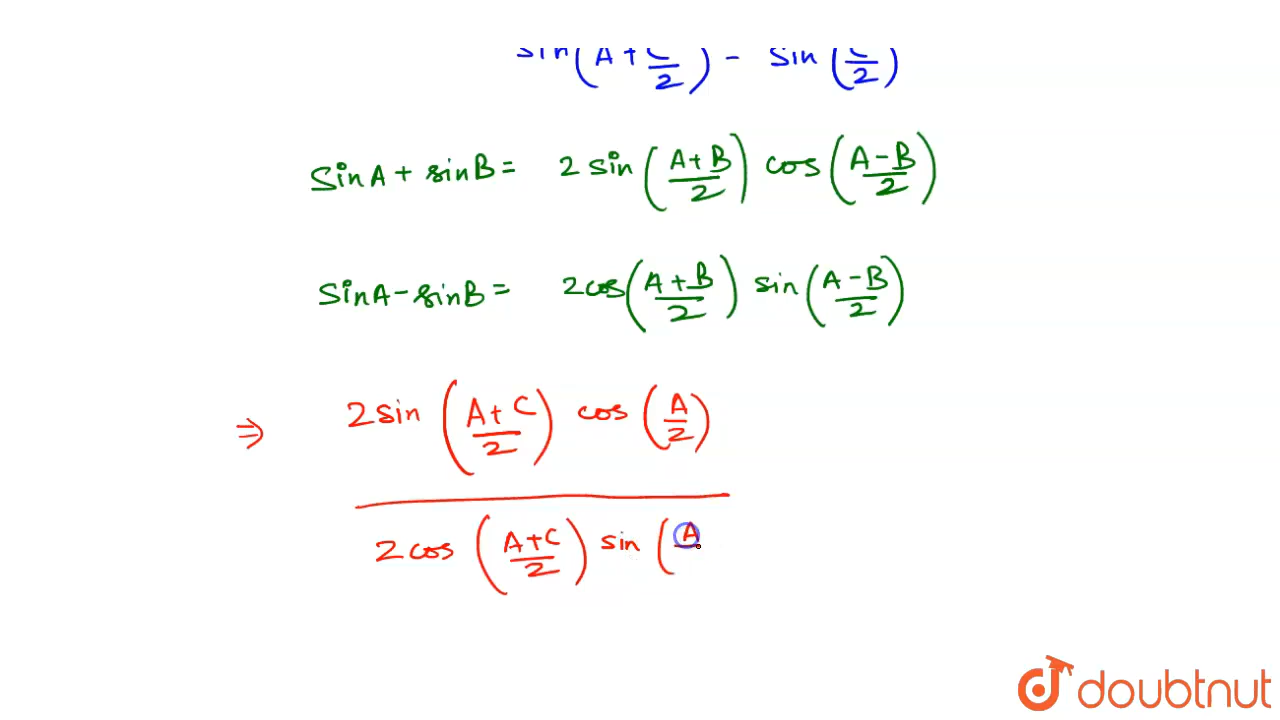 sin(A + C/2) - sin(C/2)
sinA + sinB = 2 sin((A+B)/2) cos((A-B)/2)
sinA - sinB = 2cos((A+B)/2) sin((A-B)/2)
⇒ 2sin((A+C)/2) cos(A/2)
2cos((A+C)/2) sin(A
doubtnut